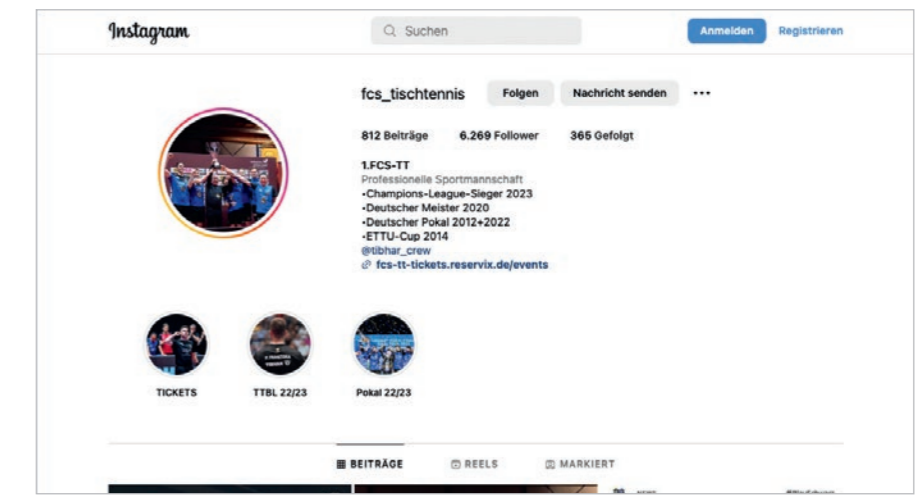 Instagram
Suchen
Anmelden
Registrieren
fcs_tischtennis
Folgen
Nachricht senden
812 Beiträge 6.269 Follower 365 Gefolgt
1.FCS-TT
Professionelle Sportmannschaft
•Champions-League-Sieger 2023
•Deutscher Meister 2020
•Deutscher Pokal 2012+2022
•ETTU-Cup 2014
@tibhar_crew
fcs-tt-tickets.reservix.de/events
TICKETS
TTBL 22/23
Pokal 22/23
BEITRÄGE
REELS
MARKIERT